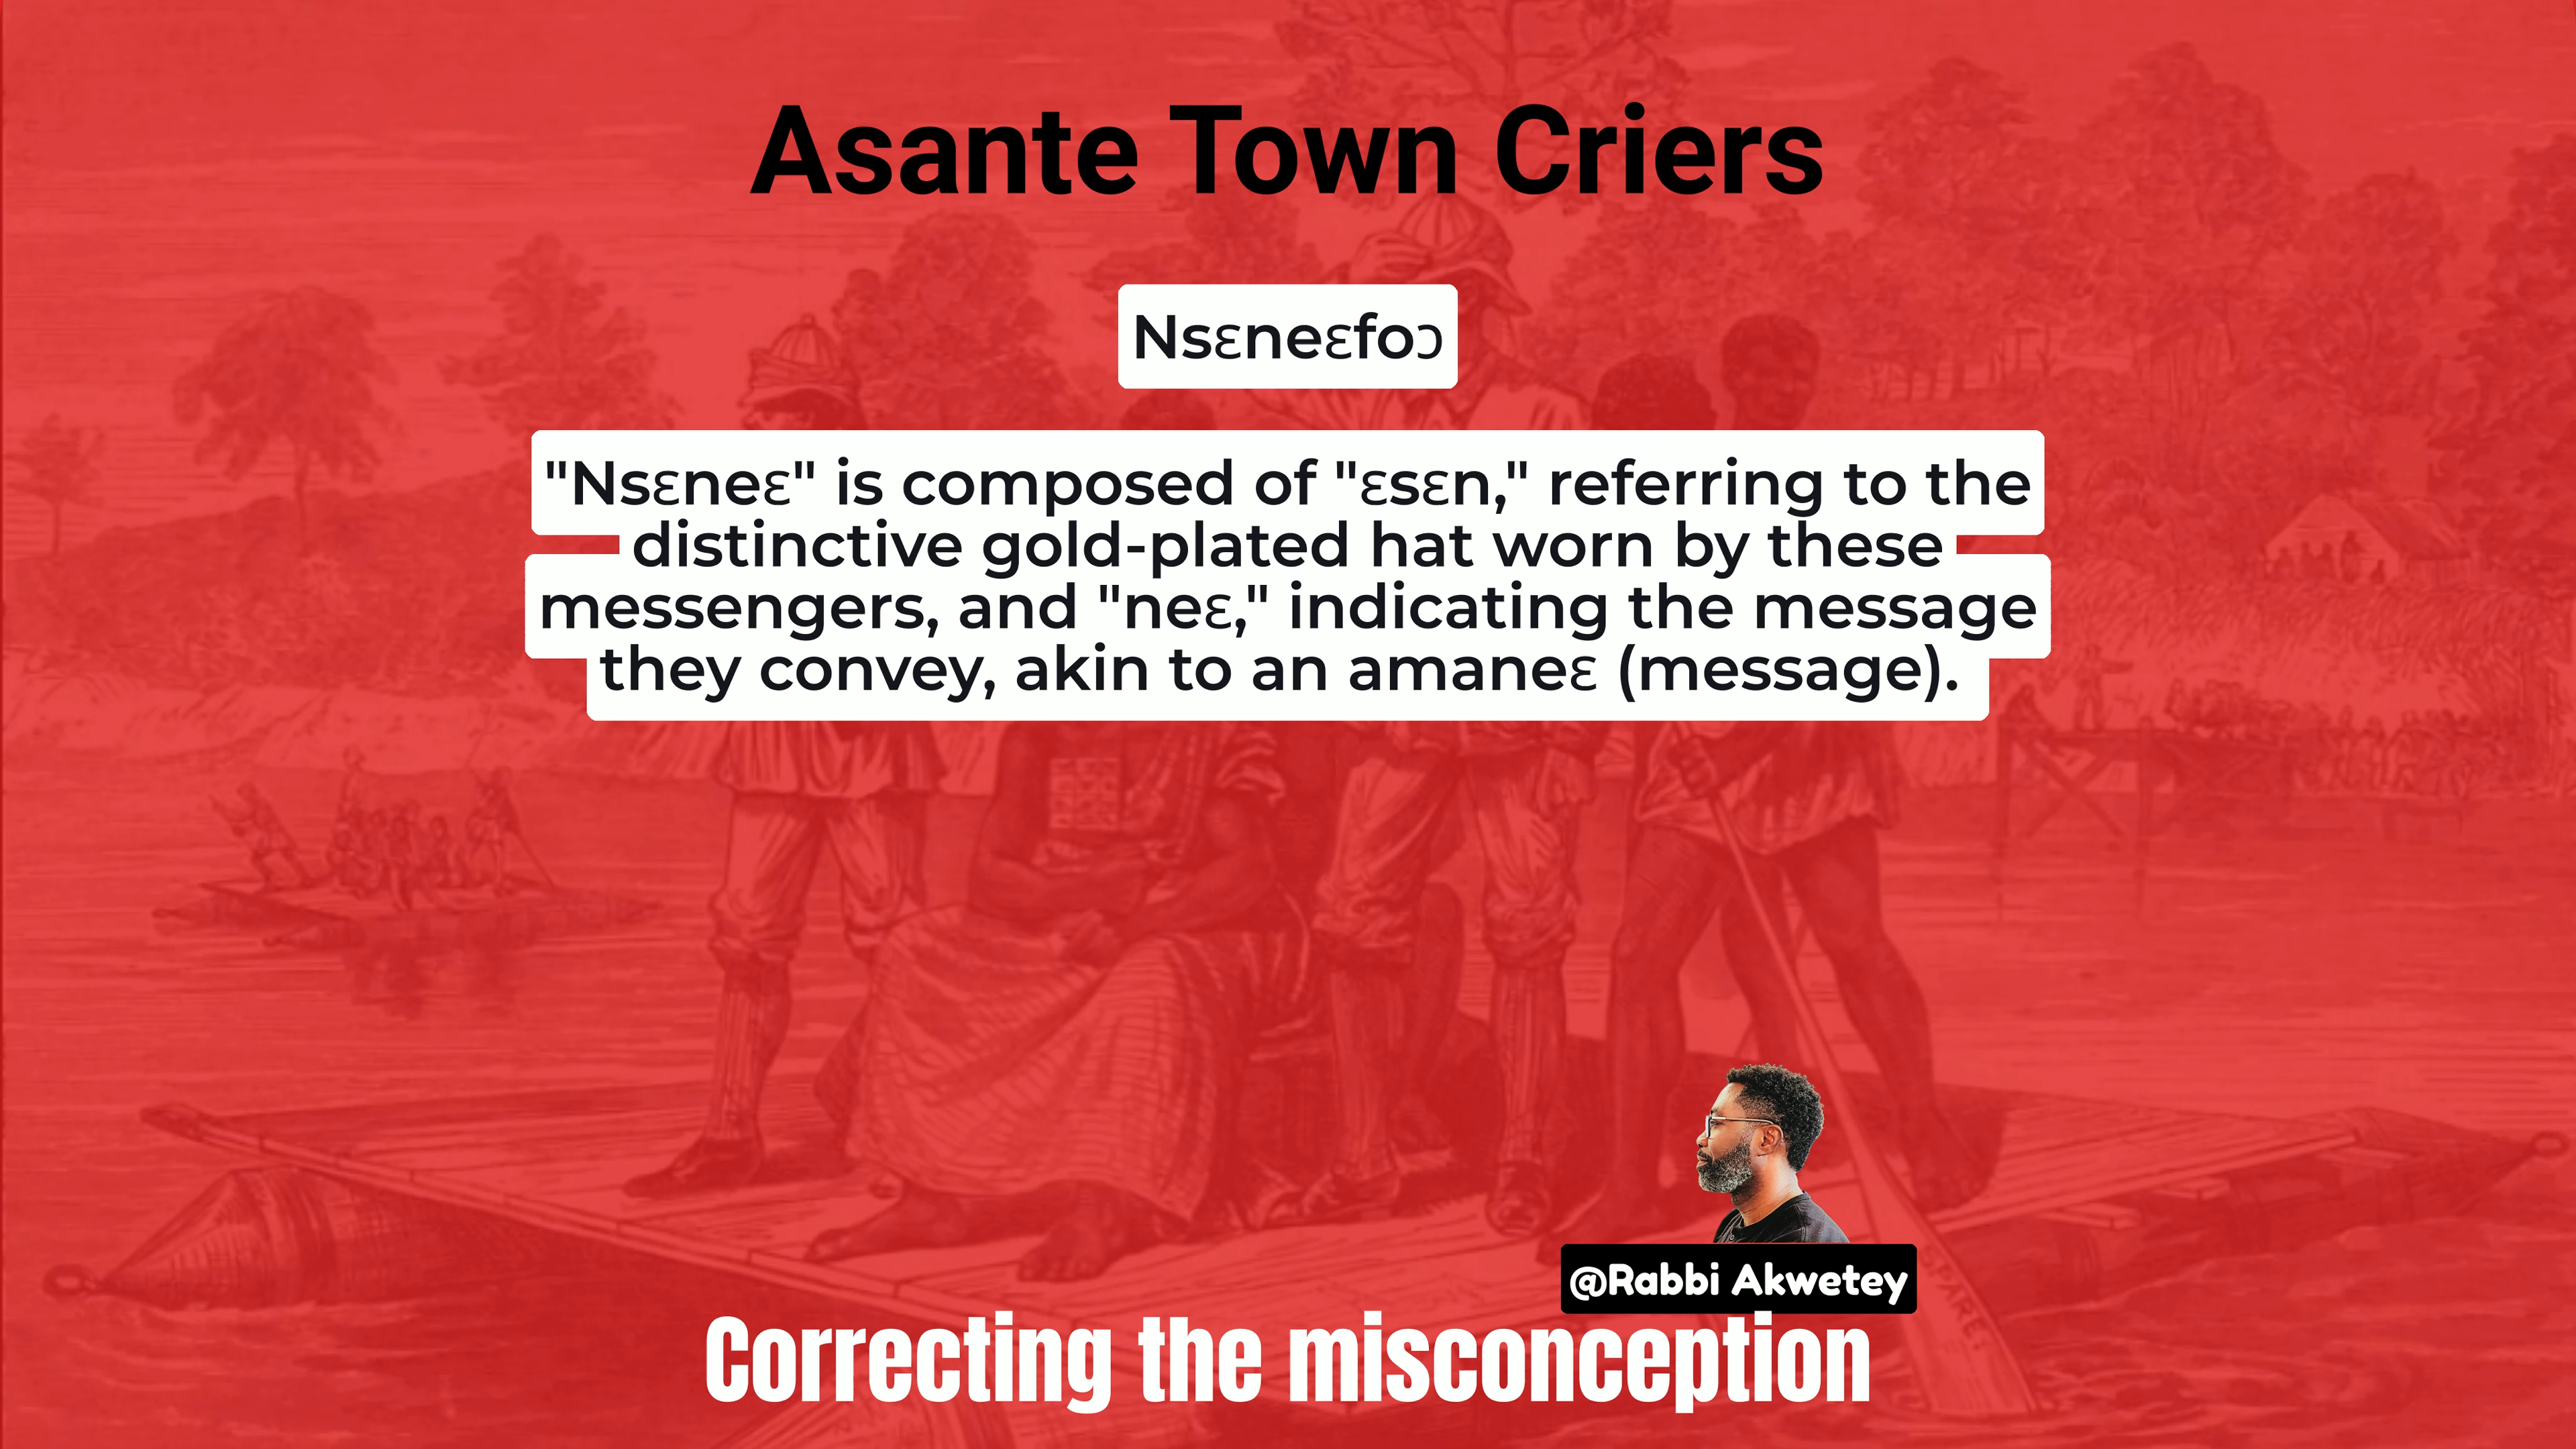 Asante Town Criers
Nsɛneɛfoɔ
"Nsɛneɛ" is composed of "ɛsɛn," referring to the
distinctive gold-plated hat worn by these
messengers, and "neɛ," indicating the message
they convey, akin to an amaneɛ (message).
@Rabbi Akwetey
SPARE
Correcting the misconception